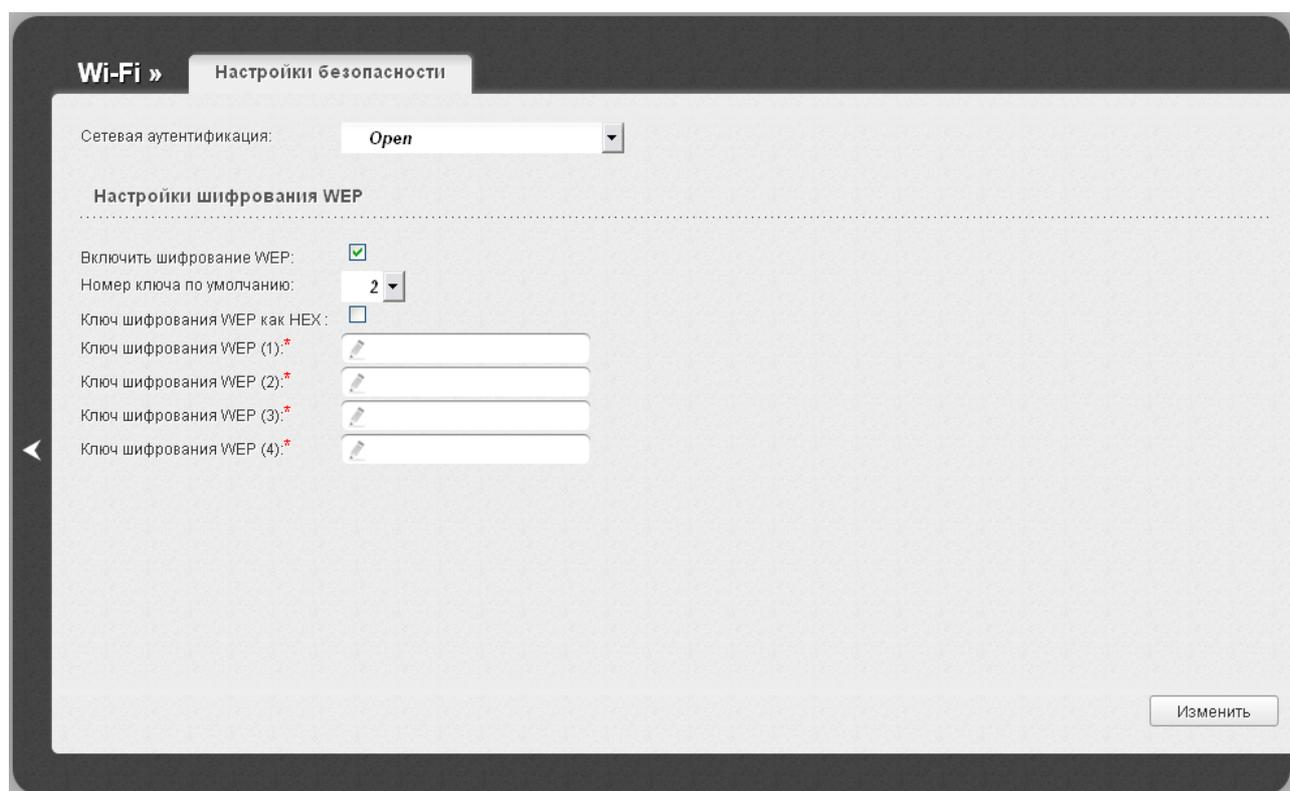 Wi-Fi » Настройки безопасности
Сетевая аутентификация: Open
Настройки шифрования WEP
Включить шифрование WEP:
Номер ключа по умолчанию: 2
Ключ шифрования WEP как HEX :
Ключ шифрования WEP (1):*
Ключ шифрования WEP (2):*
Ключ шифрования WEP (3):*
Ключ шифрования WEP (4):*
Изменить